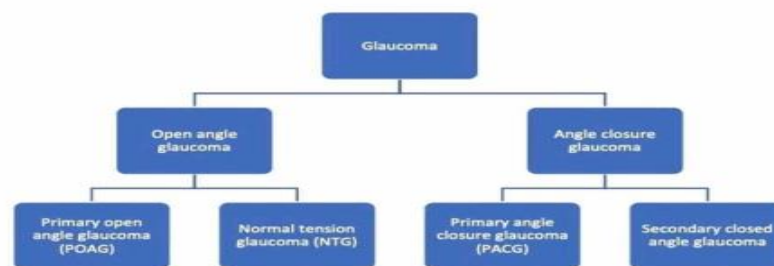 Glaucoma
Open angle
glaucoma
Angle closure
glaucoma
Primary open
angle glaucoma
(POAG)
Normal tension
glaucoma (NTG)
Primary angle
closure glaucoma
(PACG)
Secondary closed
angle glaucoma